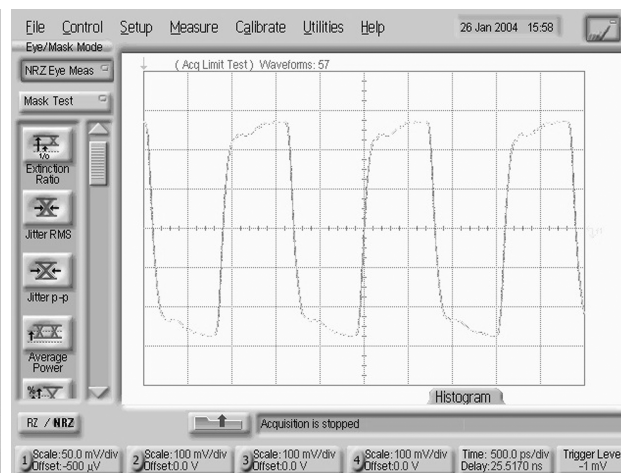 File Control Setup Measure Calibrate Utilities Help 26 Jan 2004 15:58
Eye/Mask Mode
NRZ Eye Meas
Mask Test
( Acq Limit Test ) Waveforms: 57
1/0
Extinction
Ratio
Jitter RMS
Jitter p-p
Average
Power
Histogram
RZ / NRZ
Acquisition is stopped
1 Scale:50.0 mV/div
Offset:-500 µV
2 Scale:100 mV/div
Offset:0.0 V
3 Scale:100 mV/div
Offset:0.0 V
4 Scale:100 mV/div
Offset:0.0 V
Time: 500.0 ps/div
Delay:25.5170 ns
Trigger Leve
-1 mV